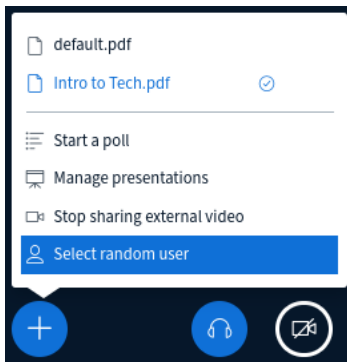 default.pdf
Intro to Tech.pdf
Start a poll
Manage presentations
Stop sharing external video
Select random user